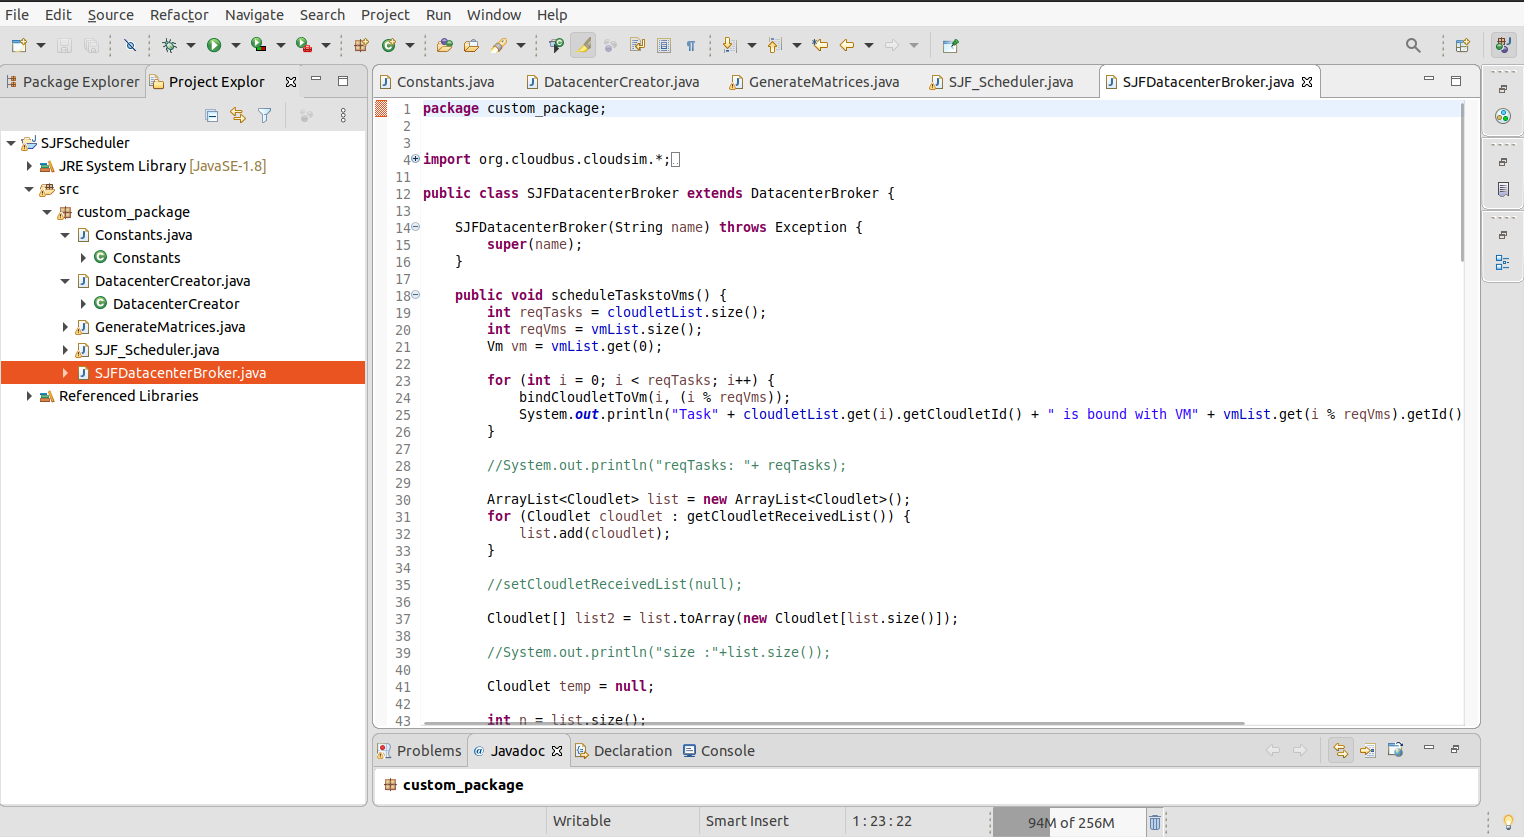 File Edit Source Refactor Navigate Search Project Run Window Help
Package Explorer Project Explor
Constants.java DatacenterCreator.java GenerateMatrices.java SJF_Scheduler.java SJFDatacenterBroker.java
SJFScheduler
JRE System Library [JavaSE-1.8]
src
custom_package
Constants.java
Constants
DatacenterCreator.java
DatacenterCreator
GenerateMatrices.java
SJF_Scheduler.java
SJFDatacenterBroker.java
Referenced Libraries
1 package custom_package;
2
3
4 import org.cloudbus.cloudsim.*;
11
12 public class SJFDatacenterBroker extends DatacenterBroker {
13
14 SJFDatacenterBroker(String name) throws Exception {
15 super(name);
16 }
17
18 public void scheduleTaskstoVms() {
19 int reqTasks = cloudletList.size();
20 int reqVms = vmList.size();
21 Vm vm = vmList.get(0);
22
23 for (int i = 0; i < reqTasks; i++) {
24 bindCloudletToVm(i, (i % reqVms));
25 System.out.println("Task" + cloudletList.get(i).getCloudletId() + " is bound with VM" + vmList.get(i % reqVms).getId()
26 }
27
28 //System.out.println("reqTasks: "+ reqTasks);
29
30 ArrayList<Cloudlet> list = new ArrayList<Cloudlet>();
31 for (Cloudlet cloudlet : getCloudletReceivedList()) {
32 list.add(cloudlet);
33 }
34
35 //setCloudletReceivedList(null);
36
37 Cloudlet[] list2 = list.toArray(new Cloudlet[list.size()]);
38
39 //System.out.println("size :"+list.size());
40
41 Cloudlet temp = null;
42
43 int n = list.size();
Problems @ Javadoc Declaration Console
custom_package
Writable Smart Insert 1 : 23 : 22 94M of 256M